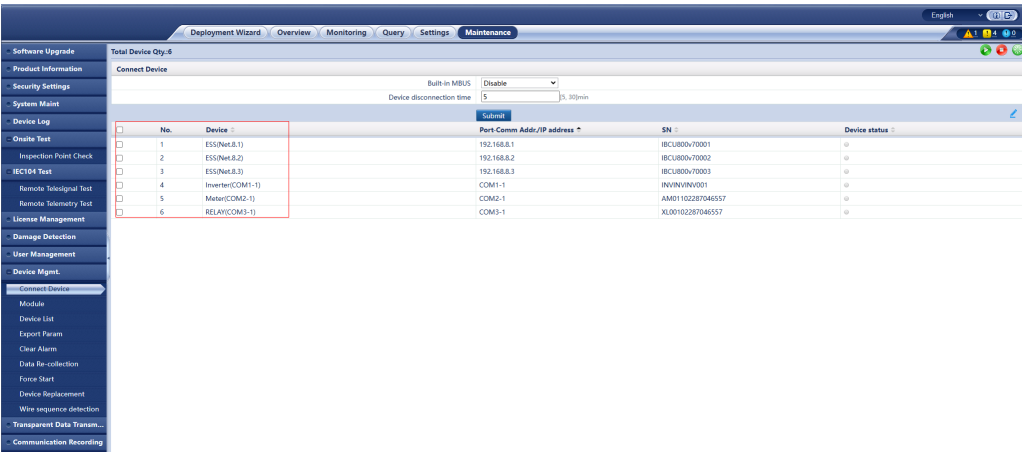 English
Deployment Wizard Overview Monitoring Query Settings Maintenance
1 4 0
Software Upgrade
Product Information
Security Settings
System Maint
Device Log
Onsite Test
Inspection Point Check
IEC104 Test
Remote Telesignal Test
Remote Telemetry Test
License Management
Damage Detection
User Management
Device Mgmt.
Connect Device
Module
Device List
Export Param
Clear Alarm
Data Re-collection
Force Start
Device Replacement
Wire sequence detection
Transparent Data Transm...
Communication Recording
Total Device Qty.:6
Connect Device
Built-in MBUS Disable
Device disconnection time 5 [5, 30]min
Submit
No. Device Port-Comm Addr./IP address SN Device status
1 ESS(Net.8.1) 192.168.8.1 IBCU800v70001
2 ESS(Net.8.2) 192.168.8.2 IBCU800v70002
3 ESS(Net.8.3) 192.168.8.3 IBCU800v70003
4 Inverter(COM1-1) COM1-1 INVINVINV001
5 Meter(COM2-1) COM2-1 AM01102287046557
6 RELAY(COM3-1) COM3-1 XL00102287046557